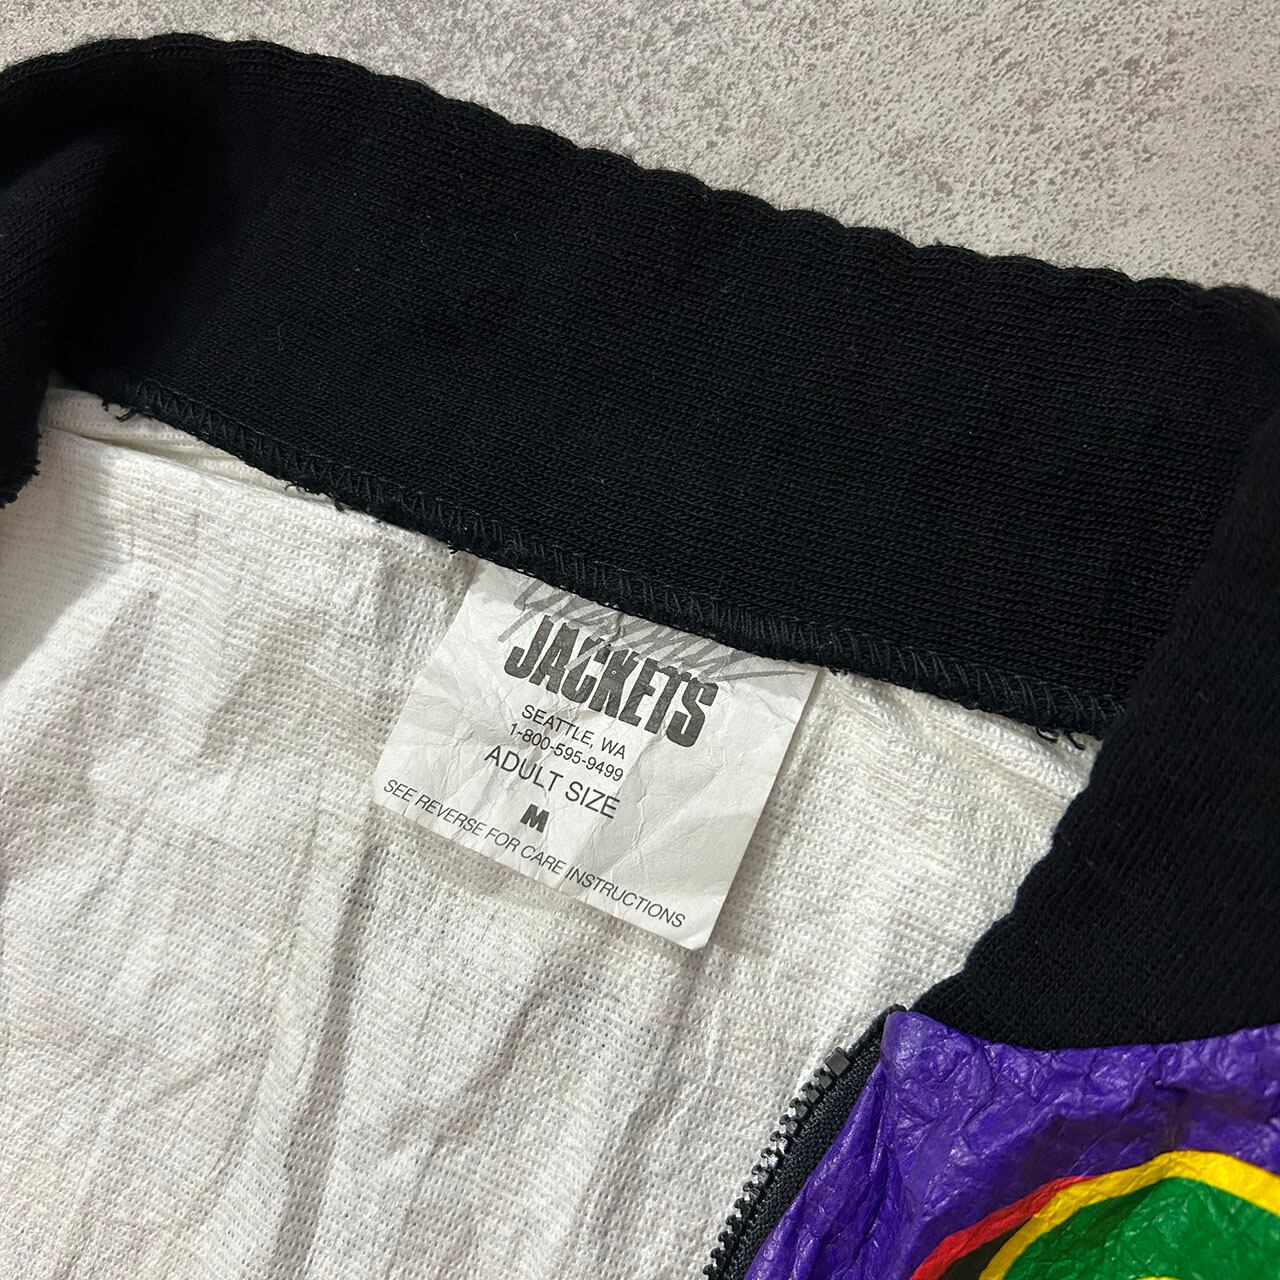 JACKETS
SEATTLE, WA
1-800-595-9499
ADULT SIZE
M
SEE REVERSE FOR CARE INSTRUCTIONS